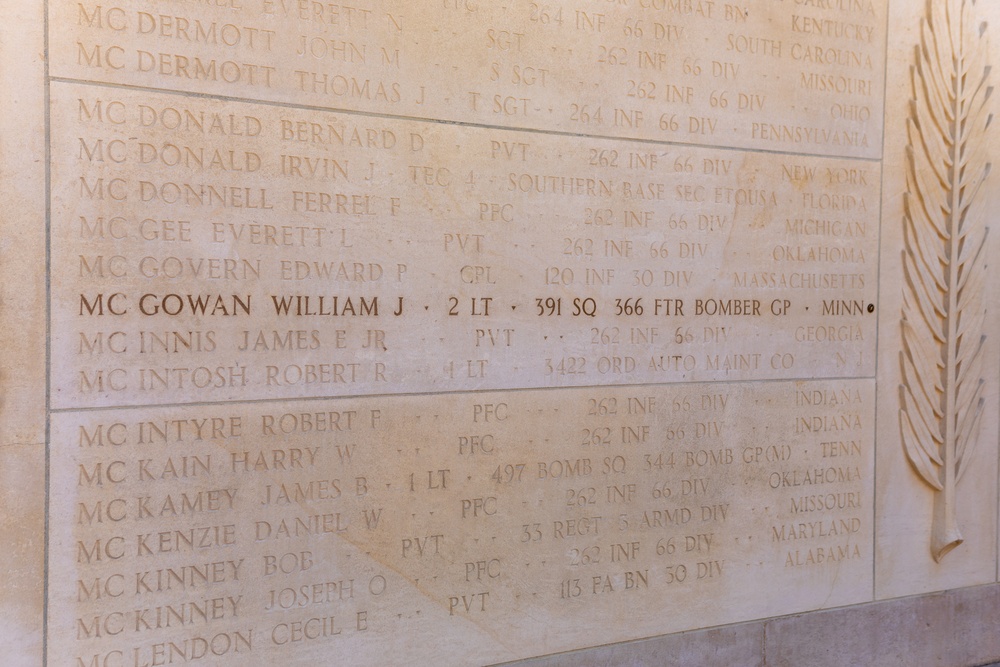 EVERETT N · PFC · 264 INF 66 DIV · KENTUCKY
MC DERMOTT JOHN M · SGT · 262 INF 66 DIV · SOUTH CAROLINA
MC DERMOTT THOMAS J · S SGT · 262 INF 66 DIV · MISSOURI
T SGT · 264 INF 66 DIV · OHIO
MC DONALD BERNARD D · PVT · 262 INF 66 DIV · PENNSYLVANIA
MC DONALD IRVIN J · TEC 4 · SOUTHERN BASE SEC ETOUSA · FLORIDA
NEW YORK
MC DONNELL FERREL F · PFC · 262 INF 66 DIV · MICHIGAN
MC GEE EVERETT L · PVT · 262 INF 66 DIV · OKLAHOMA
MC GOVERN EDWARD P · CPL · 120 INF 30 DIV · MASSACHUSETTS
MC GOWAN WILLIAM J · 2 LT · 391 SQ 366 FTR BOMBER GP · MINN
MC INNIS JAMES E JR · PVT · 262 INF 66 DIV · GEORGIA
MC INTOSH ROBERT R · 1 LT · 3422 ORD AUTO MAINT CO · N J
MC INTYRE ROBERT F · PFC · 262 INF 66 DIV · INDIANA
MC KAIN HARRY W · PFC · 262 INF 66 DIV · INDIANA
MC KAMEY JAMES B · 1 LT · 497 BOMB SQ 344 BOMB GP(M) · TENN
MC KENZIE DANIEL W · PFC · 262 INF 66 DIV · OKLAHOMA
MC KINNEY BOB · PVT · 33 REGT 3 ARMD DIV · MISSOURI
MC KINNEY JOSEPH O · PFC · 262 INF 66 DIV · MARYLAND
MC LENDON CECIL E · PVT · 113 FA BN 30 DIV · ALABAMA